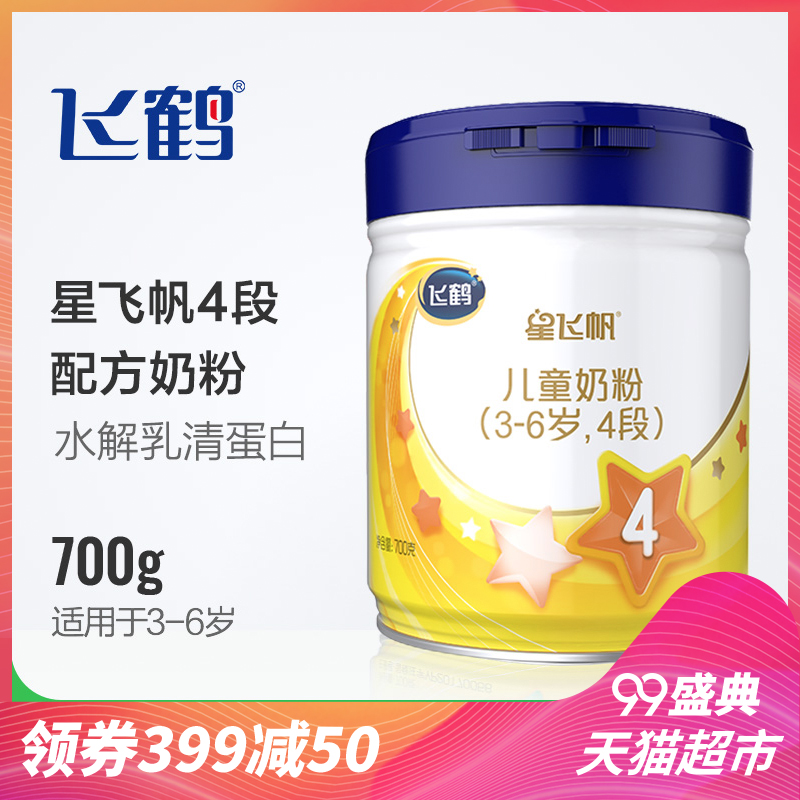 飞鹤®
星飞帆4段
配方奶粉
水解乳清蛋白
700g
适用于3-6岁
飞鹤
星飞帆®
儿童奶粉
(3-6岁,4段)
4
净含量:700克
领券399减50
99盛典
天猫超市